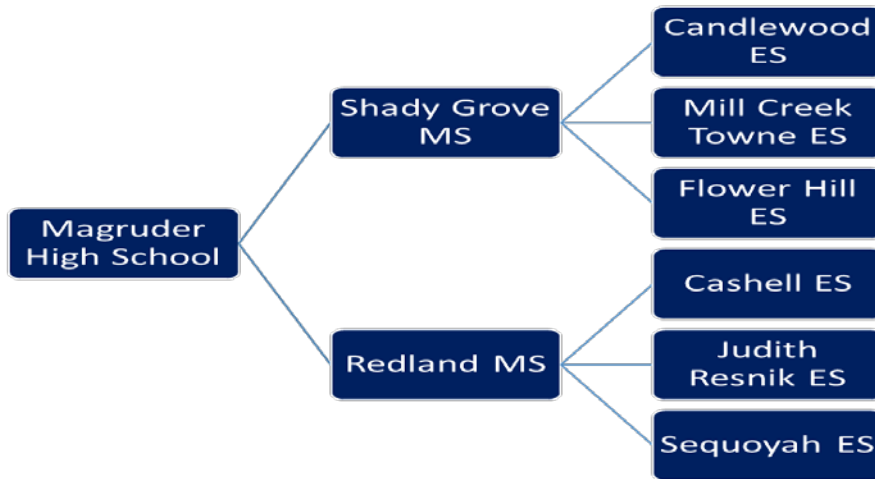 Candlewood
ES
Shady Grove
MS
Mill Creek
Towne ES
Flower Hill
ES
Magruder
High School
Cashell ES
Redland MS
Judith
Resnik ES
Sequoyah ES